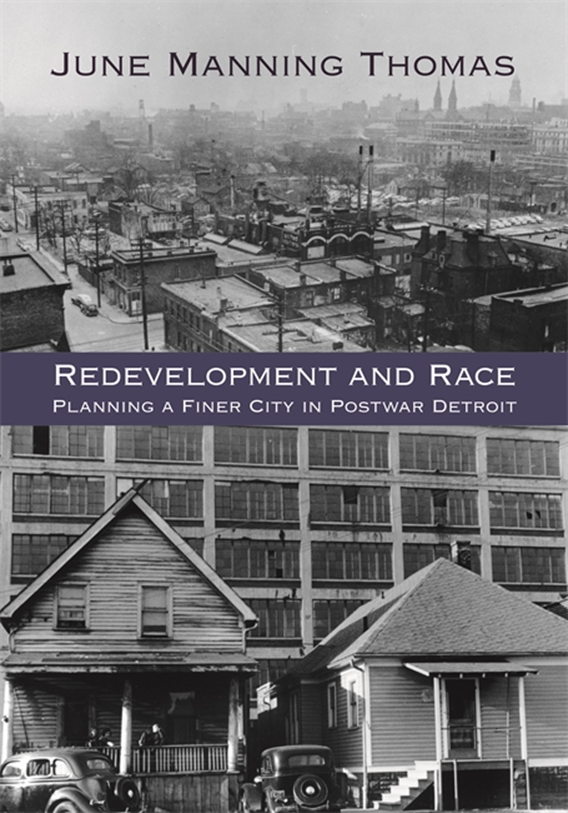 JUNE MANNING THOMAS
REDEVELOPMENT AND RACE
PLANNING A FINER CITY IN POSTWAR DETROIT